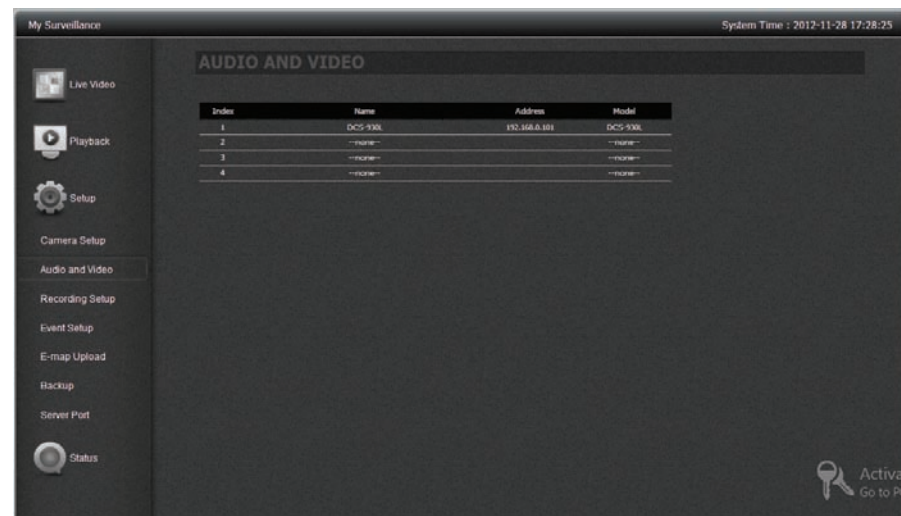 My Surveillance
System Time : 2012-11-28 17:28:25
Live Video
Playback
Setup
Camera Setup
Audio and Video
Recording Setup
Event Setup
E-map Upload
Backup
Server Port
Status
AUDIO AND VIDEO
Index Name Address Model
1 DCS-930L 192.168.0.101 DCS-930L
2 --none-- --none--
3 --none-- --none--
4 --none-- --none--
Activa
Go to P